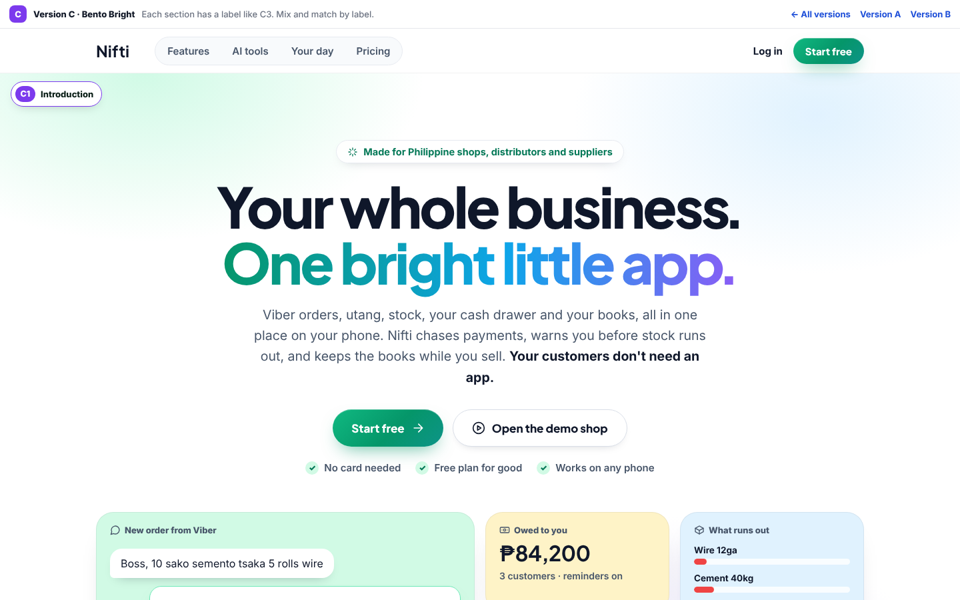 C Version C · Bento Bright Each section has a label like C3. Mix and match by label. ← All versions Version A Version B
Nifti Features AI tools Your day Pricing Log in Start free
C1 Introduction
Made for Philippine shops, distributors and suppliers
Your whole business.
One bright little app.
Viber orders, utang, stock, your cash drawer and your books, all in one
place on your phone. Nifti chases payments, warns you before stock runs
out, and keeps the books while you sell. Your customers don't need an
app.
Start free → Open the demo shop
No card needed Free plan for good Works on any phone
New order from Viber
Boss, 10 sako semento tsaka 5 rolls wire
Owed to you
₱84,200
3 customers · reminders on
What runs out
Wire 12ga
Cement 40kg